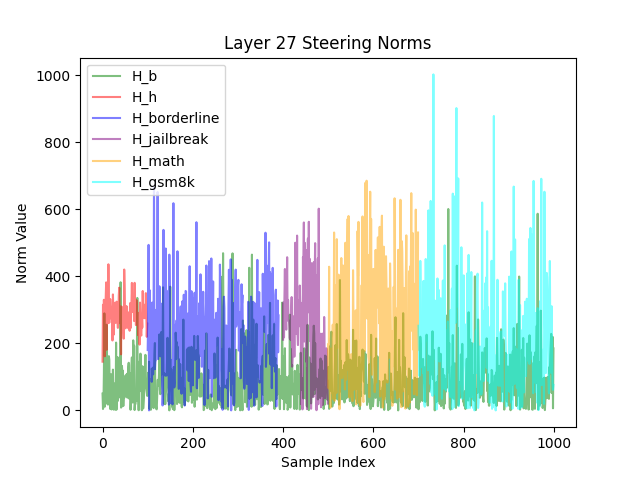 Layer 27 Steering Norms
Norm Value
1000
800
600
400
200
0
H_b
H_h
H_borderline
H_jailbreak
H_math
H_gsm8k
0 200 400 600 800 1000
Sample Index